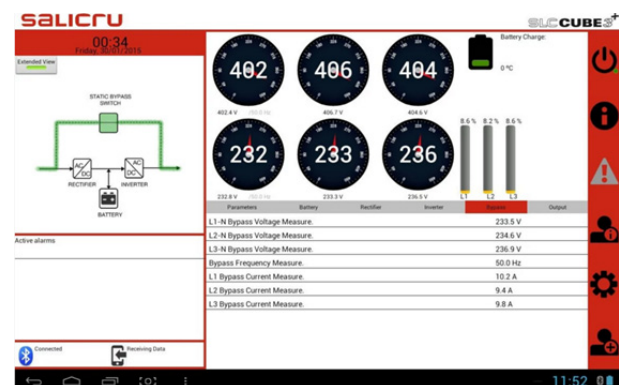 salicru
SLC CUBE3+
00:34
Friday, 30/01/2015
Extended View
STATIC BYPASS
SWITCH
AC
DC
DC
AC
RECTIFIER
INVERTER
BATTERY
Active alarms
Connected
Receiving Data
402
406
404
402.4 V
406.7 V
404.6 V
Battery Charge:
0 ºC
232
233
236
232.8 V
233.3 V
236.5 V
8.6 % 8.2 % 8.6 %
L1 L2 L3
Parameters Battery Rectifier Inverter Bypass Output
L1-N Bypass Voltage Measure. 233.5 V
L2-N Bypass Voltage Measure. 234.6 V
L3-N Bypass Voltage Measure. 236.9 V
Bypass Frequency Measure. 50.0 Hz
L1 Bypass Current Measure. 10.2 A
L2 Bypass Current Measure. 9.4 A
L3 Bypass Current Measure. 9.8 A
11:52